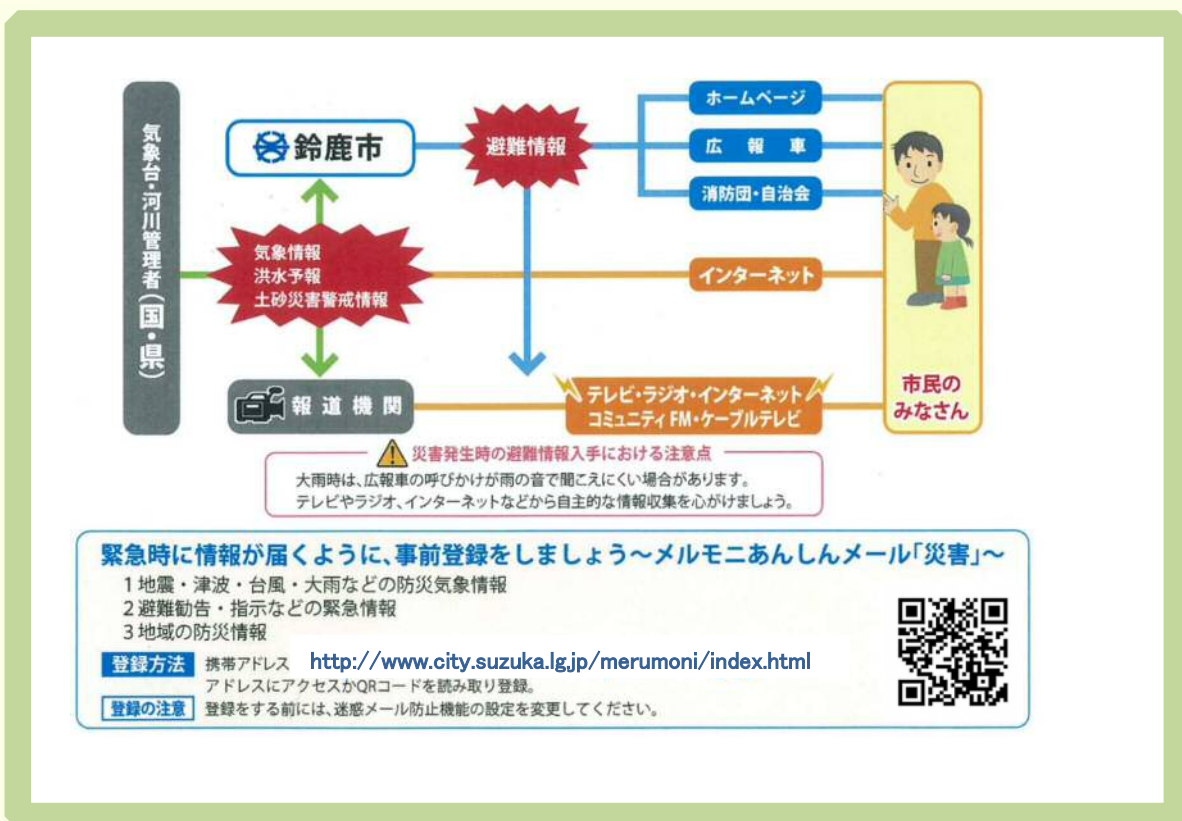 気象台・河川管理者(国・県)
鈴鹿市
避難情報
ホームページ
広報車
消防団・自治会
気象情報
洪水予報
土砂災害警戒情報
インターネット
報道機関
テレビ・ラジオ・インターネット
コミュニティFM・ケーブルテレビ
市民の
みなさん
災害発生時の避難情報入手における注意点
大雨時は、広報車の呼びかけが雨の音で聞こえにくい場合があります。
テレビやラジオ、インターネットなどから自主的な情報収集を心がけましょう。
緊急時に情報が届くように、事前登録をしましょう～メルモニあんしんメール「災害」～
1 地震・津波・台風・大雨などの防災気象情報
2 避難勧告・指示などの緊急情報
3 地域の防災情報
登録方法 携帯アドレス http://www.city.suzuka.lg.jp/merumoni/index.html
アドレスにアクセスかQRコードを読み取り登録。
登録の注意 登録をする前には、迷惑メール防止機能の設定を変更してください。